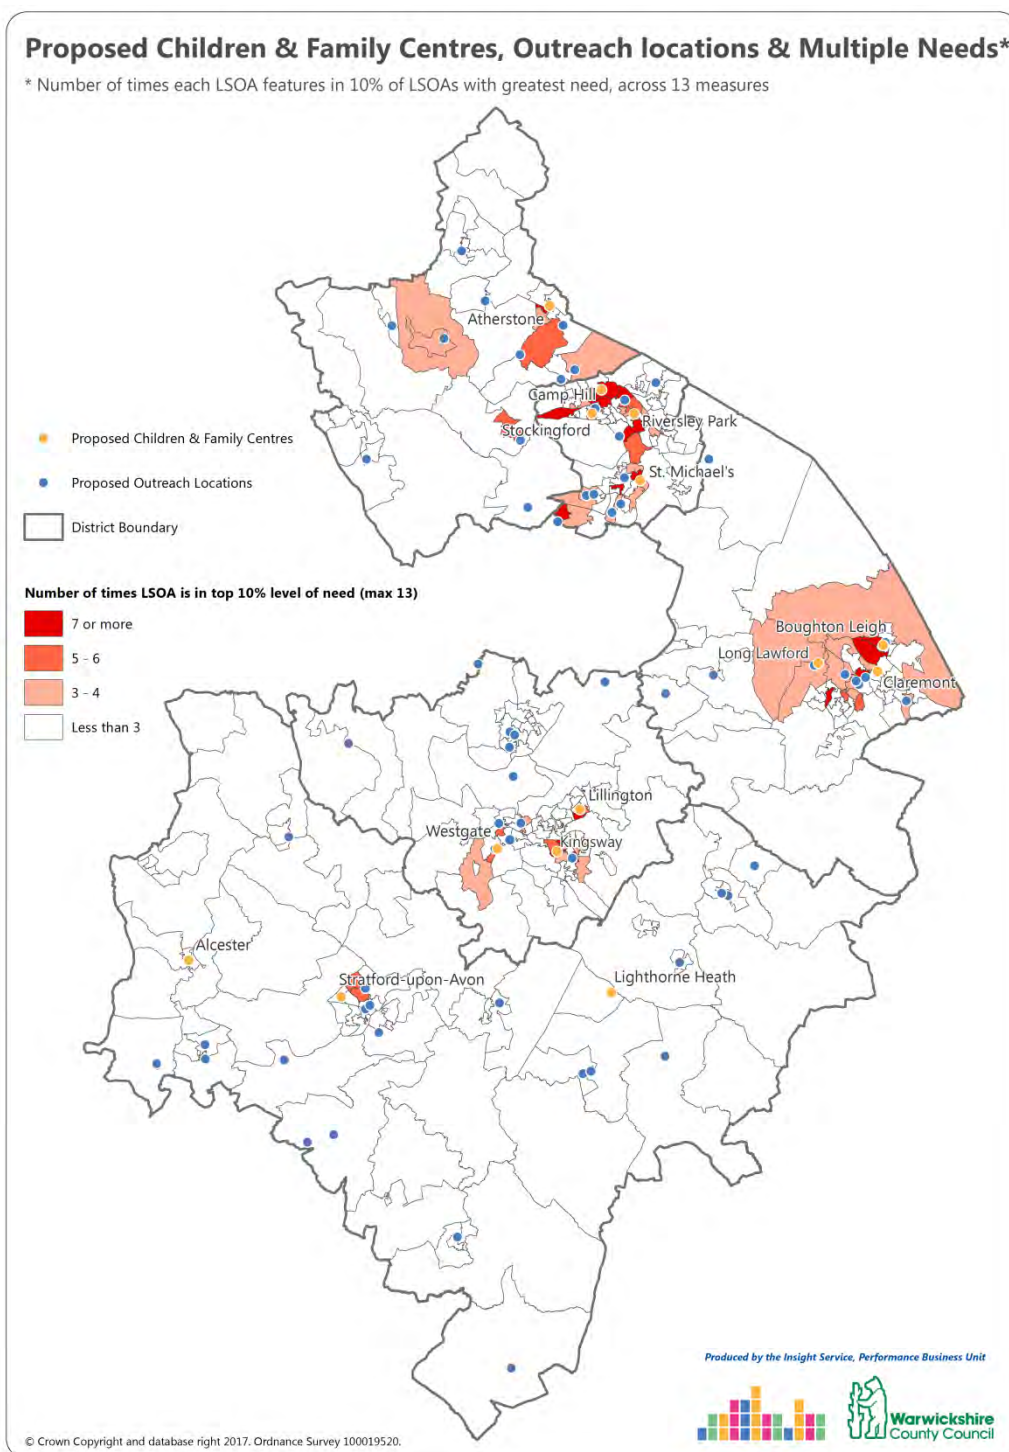 Proposed Children & Family Centres, Outreach locations & Multiple Needs*
* Number of times each LSOA features in 10% of LSOAs with greatest need, across 13 measures
Atherstone
Camp Hill
Riversley Park
Stockingford
St. Michael's
Proposed Children & Family Centres
Proposed Outreach Locations
District Boundary
Number of times LSOA is in top 10% level of need (max 13)
7 or more
5 - 6
3 - 4
Less than 3
Boughton Leigh
Long Lawford
Claremont
Lillington
Westgate
Kingsway
Alcester
Stratford-upon-Avon
Lighthorne Heath
Produced by the Insight Service, Performance Business Unit
Warwickshire
County Council
© Crown Copyright and database right 2017. Ordnance Survey 100019520.